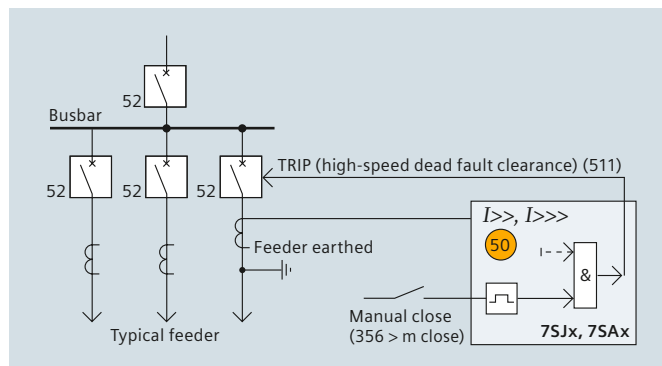 52
Busbar
52
52
52
TRIP (high-speed dead fault clearance) (511)
I>>, I>>>
50
Feeder earthed
&
Manual close
(356 > m close)
Typical feeder
7SJx, 7SAx